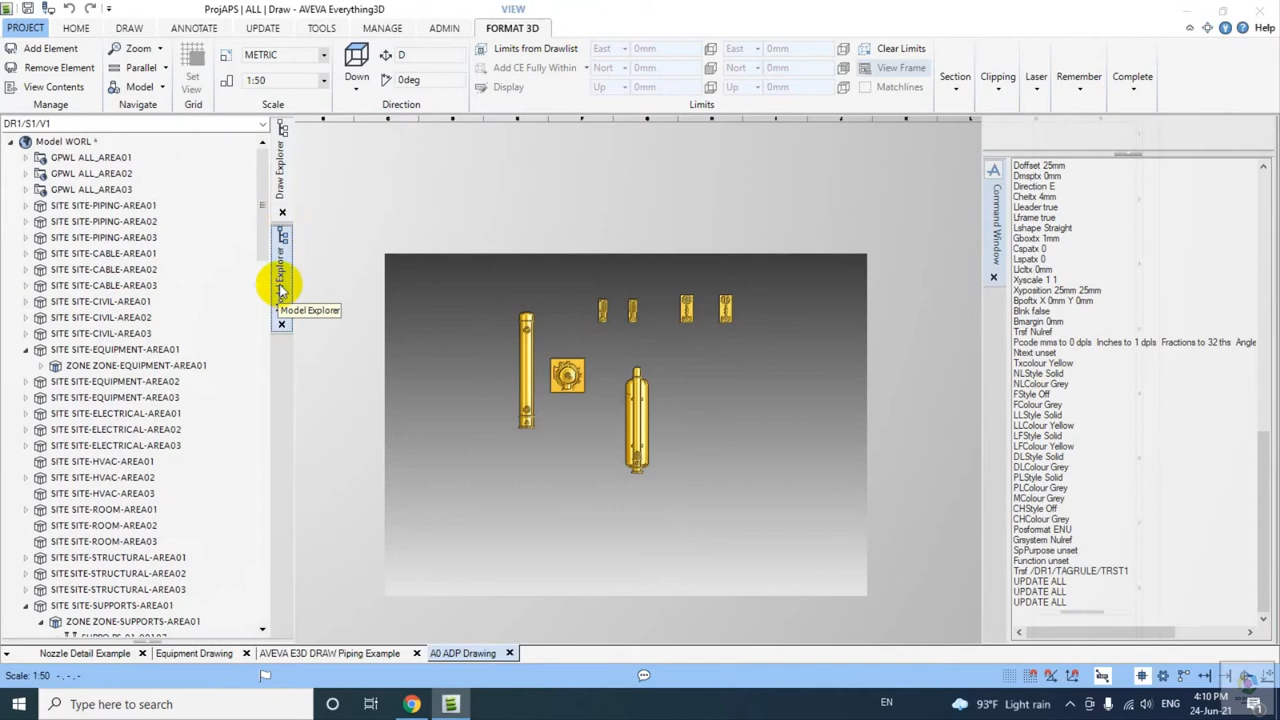 ProjAPS | ALL | Draw - AVEVA Everything3D
VIEW
PROJECT HOME DRAW ANNOTATE UPDATE TOOLS MANAGE ADMIN FORMAT 3D
Help
Add Element
Remove Element
View Contents
Manage
Zoom
Parallel
Model
Navigate
Set View
Grid
METRIC
1:50
Scale
Down
D
0deg
Direction
Limits from Drawlist
Add CE Fully Within
Display
East 0mm East 0mm
Nort 0mm Nort 0mm
Up 0mm Up 0mm
Limits
Clear Limits
View Frame
Matchlines
Section
Clipping
Laser
Remember
Complete
DR1/S1/V1
Model WORL *
GPWL ALL_AREA01
GPWL ALL_AREA02
GPWL ALL_AREA03
SITE SITE-PIPING-AREA01
SITE SITE-PIPING-AREA02
SITE SITE-PIPING-AREA03
SITE SITE-CABLE-AREA01
SITE SITE-CABLE-AREA02
SITE SITE-CABLE-AREA03
SITE SITE-CIVIL-AREA01
SITE SITE-CIVIL-AREA02
SITE SITE-CIVIL-AREA03
SITE SITE-EQUIPMENT-AREA01
ZONE ZONE-EQUIPMENT-AREA01
SITE SITE-EQUIPMENT-AREA02
SITE SITE-EQUIPMENT-AREA03
SITE SITE-ELECTRICAL-AREA01
SITE SITE-ELECTRICAL-AREA02
SITE SITE-ELECTRICAL-AREA03
SITE SITE-HVAC-AREA01
SITE SITE-HVAC-AREA02
SITE SITE-HVAC-AREA03
SITE SITE-ROOM-AREA01
SITE SITE-ROOM-AREA02
SITE SITE-ROOM-AREA03
SITE SITE-STRUCTURAL-AREA01
SITE SITE-STRUCTURAL-AREA02
SITE SITE-STRUCTURAL-AREA03
SITE SITE-SUPPORTS-AREA01
ZONE ZONE-SUPPORTS-AREA01
Draw Explorer
Explorer
Model Explorer
Command Window
Doffset 25mm
Dmsptx 0mm
Direction E
Cheitx 4mm
Lleader true
Lframe true
Lshape Straight
Gboxtx 1mm
Cspatx 0
Lspatx 0
Llcltx 0mm
Xyscale 1 1
Xyposition 25mm 25mm
Bpoftx X 0mm Y 0mm
Btframe false
Bmargin 0mm
Trf Nulref
Pcode mms to 0 dpls Inches to 1 dpls Fractions to 32 ths Angle
Ntext unset
Txcolour Yellow
NLStyle Solid
NLColour Grey
FStyle Off
FColour Grey
LLStyle Solid
LLColour Yellow
LFStyle Solid
LFColour Yellow
DLStyle Solid
DLColour Grey
PLStyle Solid
PLColour Grey
MColour Grey
CHStyle Off
CHColour Grey
Posformat ENU
Grsystem Nulref
SpPurpose unset
Function unset
Trsf /DR1/TAGRULE/TRST1
UPDATE ALL
UPDATE ALL
UPDATE ALL
Nozzle Detail Example Equipment Drawing AVEVA E3D DRAW Piping Example A0 ADP Drawing
Scale: 1:50 - , - , -
Type here to search
EN
93°F Light rain
ENG
4:10 PM
24-Jun-21